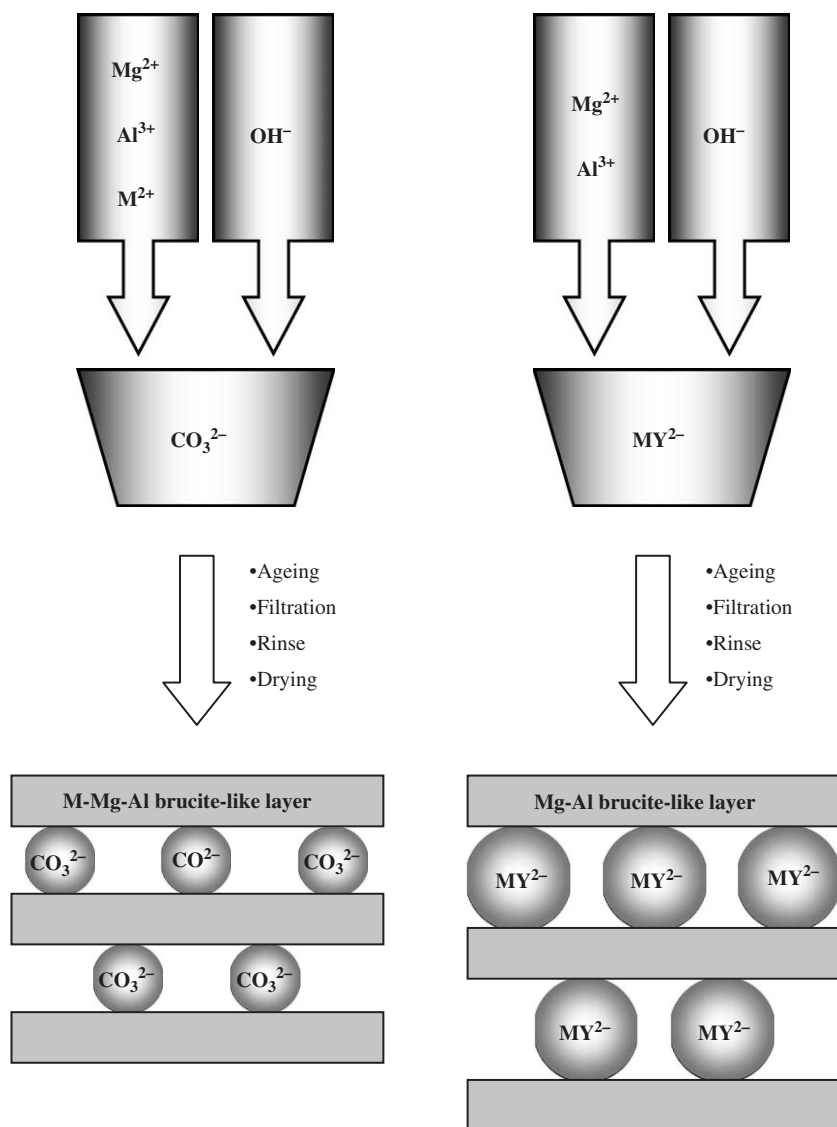 Mg²⁺
Al³⁺
M²⁺
OH⁻
CO₃²⁻
•Ageing
•Filtration
•Rinse
•Drying
M-Mg-Al brucite-like layer
CO₃²⁻ CO²⁻ CO₃²⁻
CO₃²⁻ CO₃²⁻
Mg²⁺
Al³⁺
OH⁻
MY²⁻
•Ageing
•Filtration
•Rinse
•Drying
Mg-Al brucite-like layer
MY²⁻ MY²⁻ MY²⁻
MY²⁻ MY²⁻